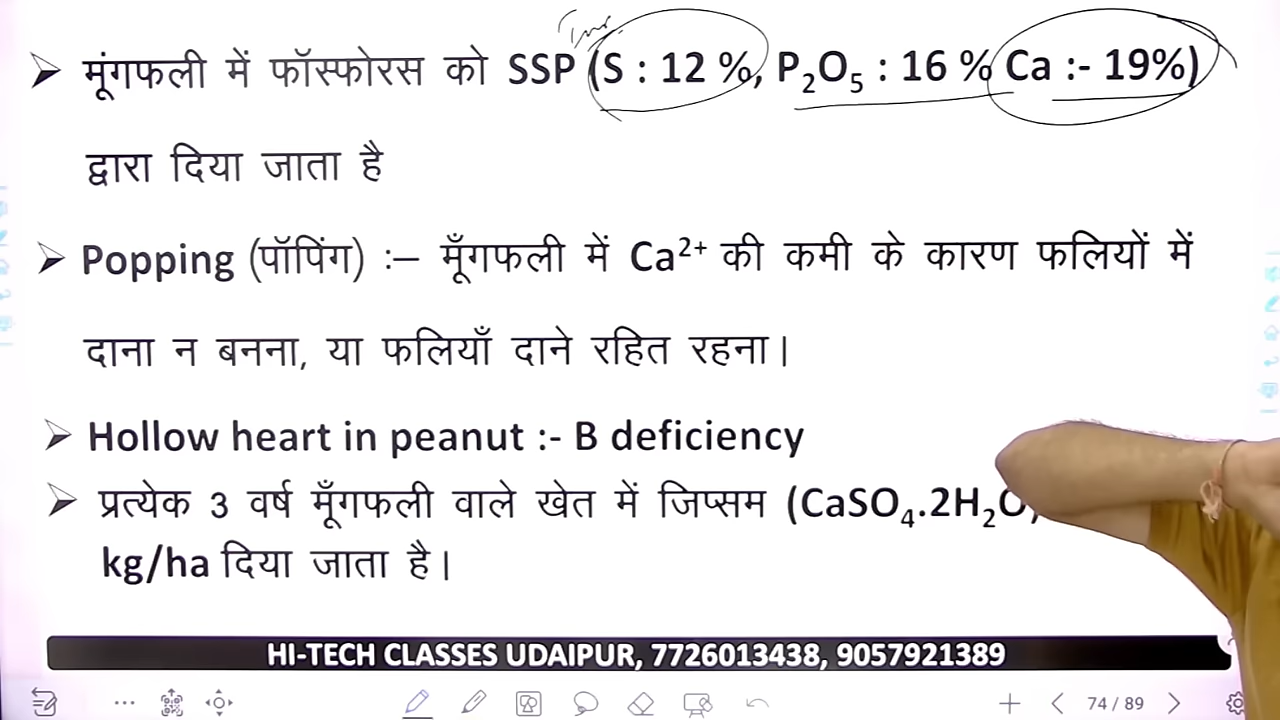 ➢ मूंगफली में फॉस्फोरस को SSP (S : 12 %, P₂O₅ : 16 % Ca :- 19%)
द्वारा दिया जाता है
➢ Popping (पॉपिंग) :– मूँगफली में Ca²⁺ की कमी के कारण फलियों में
दाना न बनना, या फलियाँ दाने रहित रहना।
➢ Hollow heart in peanut :- B deficiency
➢ प्रत्येक 3 वर्ष मूँगफली वाले खेत में जिप्सम (CaSO₄.2H₂O)
kg/ha दिया जाता है।
HI-TECH CLASSES UDAIPUR, 7726013438, 9057921389
74 / 89